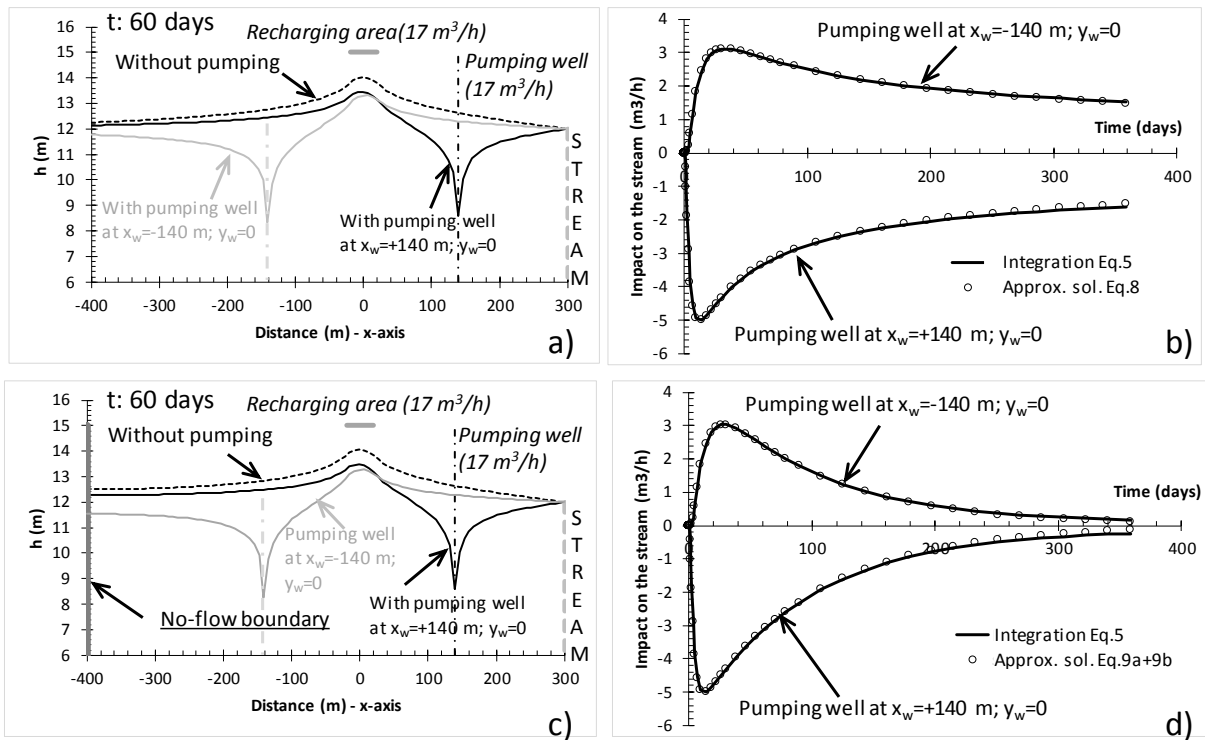 t: 60 days
Recharging area(17 m³/h)
Without pumping
Pumping well
(17 m³/h)
16
15
14
13
12
11
10
9
8
7
6
h (m)
With pumping well
at xw=-140 m; yw=0
With pumping well
at xw=+140 m; yw=0
STREAM
-400 -300 -200 -100 0 100 200 300
Distance (m) - x-axis
a)
Pumping well at xw=-140 m; yw=0
4
3
2
1
0
-1
-2
-3
-4
-5
-6
Impact on the stream (m3/h)
Time (days)
0 100 200 300 400
Integration Eq.5
Approx. sol. Eq.8
Pumping well at xw=+140 m; yw=0
b)
t: 60 days
Recharging area (17 m³/h)
Without pumping
Pumping well
(17 m³/h)
16
15
14
13
12
11
10
9
8
7
6
h (m)
Pumping well
at xw=-140 m;
yw=0
With pumping well
at xw=+140 m; yw=0
No-flow boundary
STREAM
-400 -300 -200 -100 0 100 200 300
Distance (m) - x-axis
c)
Pumping well at xw=-140 m; yw=0
4
3
2
1
0
-1
-2
-3
-4
-5
-6
Impact on the stream (m3/h)
Time (days)
0 100 200 300 400
Integration Eq.5
Approx. sol. Eq.9a+9b
Pumping well at xw=+140 m; yw=0
d)